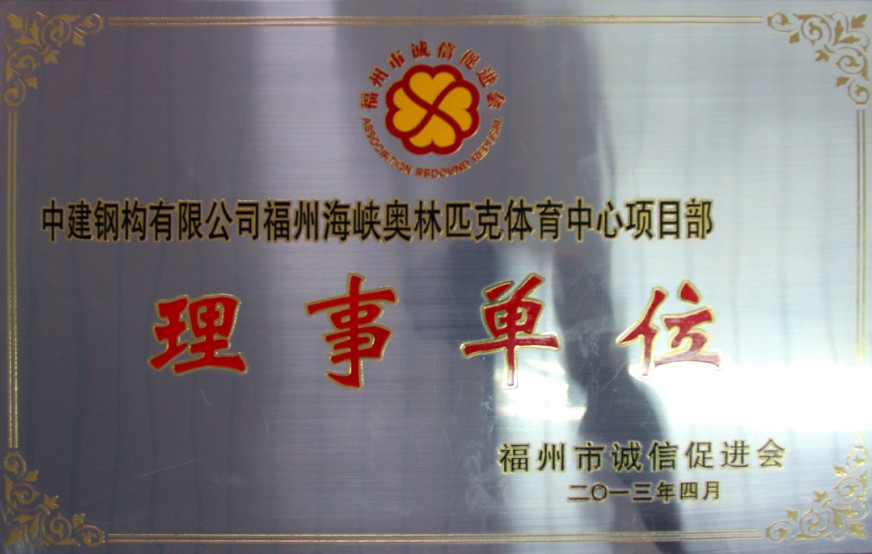 福州市诚信促进会
中建钢构有限公司福州海峡奥林匹克体育中心项目部
理事单位
福州市诚信促进会
二〇一三年四月